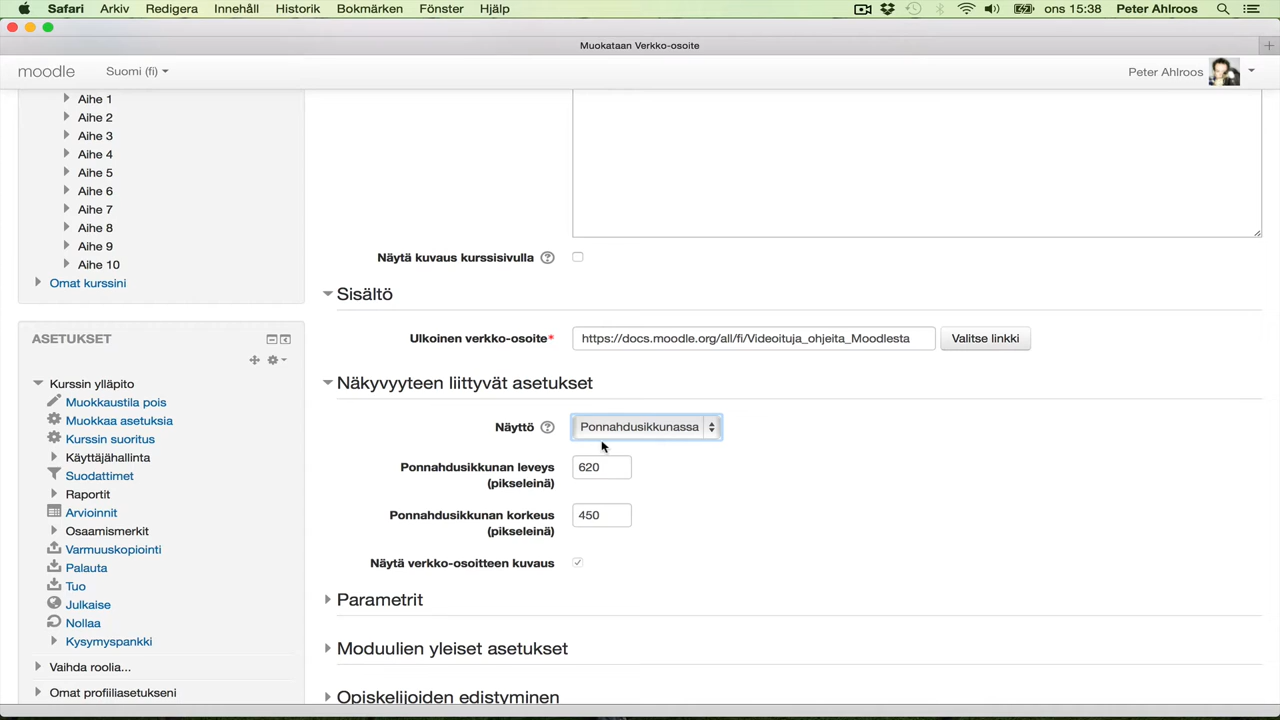 Safari Arkiv Redigera Innehåll Historik Bokmärken Fönster Hjälp ons 15:38 Peter Ahlroos
Muokataan Verkko-osoite
moodle Suomi (fi) Peter Ahlroos
Aihe 1
Aihe 2
Aihe 3
Aihe 4
Aihe 5
Aihe 6
Aihe 7
Aihe 8
Aihe 9
Aihe 10
Omat kurssini
ASETUKSET
Kurssin ylläpito
Muokkaustila pois
Muokkaa asetuksia
Kurssin suoritus
Käyttäjähallinta
Suodattimet
Raportit
Arvioinnit
Osaamismerkit
Varmuuskopiointi
Palauta
Tuo
Julkaise
Nollaa
Kysymyspankki
Vaihda roolia...
Omat profiiliasetukseni
Näytä kuvaus kurssisivulla
Sisältö
Ulkoinen verkko-osoite* https://docs.moodle.org/all/fi/Videoituja_ohjeita_Moodlesta Valitse linkki
Näkyvyyteen liittyvät asetukset
Näyttö Ponnahdusikkunassa
Ponnahdusikkunan leveys 620
(pikseleinä)
Ponnahdusikkunan korkeus 450
(pikseleinä)
Näytä verkko-osoitteen kuvaus
Parametrit
Moduulien yleiset asetukset
Opiskelijoiden edistyminen